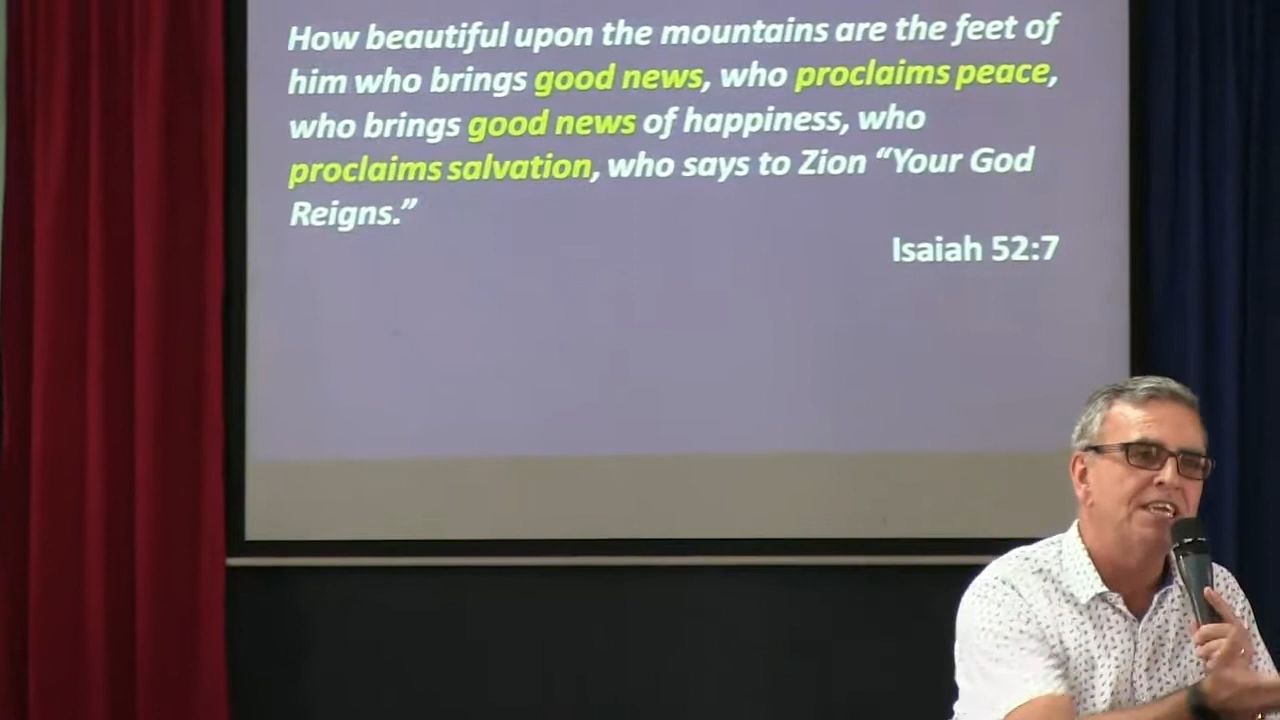 How beautiful upon the mountains are the feet of
him who brings good news, who proclaims peace,
who brings good news of happiness, who
proclaims salvation, who says to Zion “Your God
Reigns.”
Isaiah 52:7